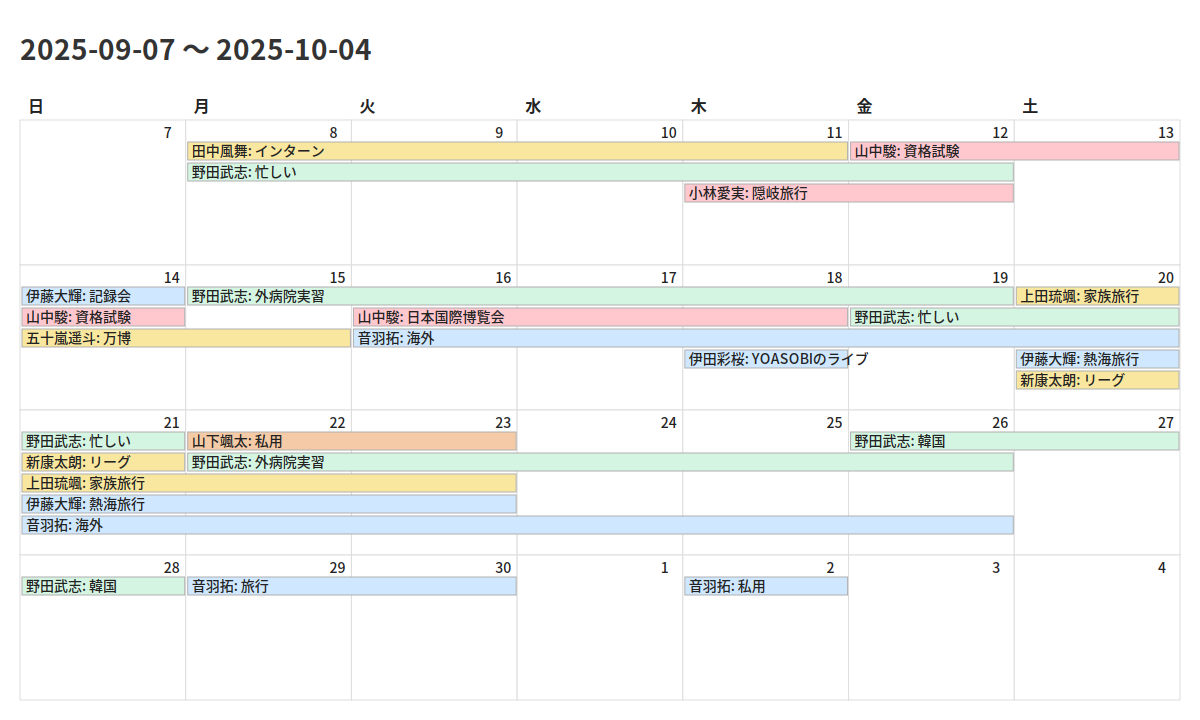 2025-09-07 〜 2025-10-04
日 月 火 水 木 金 土
7 8 9 10 11 12 13
田中風舞: インターン
山中駿: 資格試験
野田武志: 忙しい
小林愛実: 隠岐旅行
14 15 16 17 18 19 20
伊藤大輝: 記録会
野田武志: 外病院実習
上田琉颯: 家族旅行
山中駿: 資格試験
山中駿: 日本国際博覧会
野田武志: 忙しい
五十嵐遥斗: 万博
音羽拓: 海外
伊田彩桜: YOASOBIのライブ
伊藤大輝: 熱海旅行
新康太朗: リーグ
21 22 23 24 25 26 27
野田武志: 忙しい
山下颯太: 私用
野田武志: 韓国
新康太朗: リーグ
野田武志: 外病院実習
上田琉颯: 家族旅行
伊藤大輝: 熱海旅行
音羽拓: 海外
28 29 30 1 2 3 4
野田武志: 韓国
音羽拓: 旅行
音羽拓: 私用